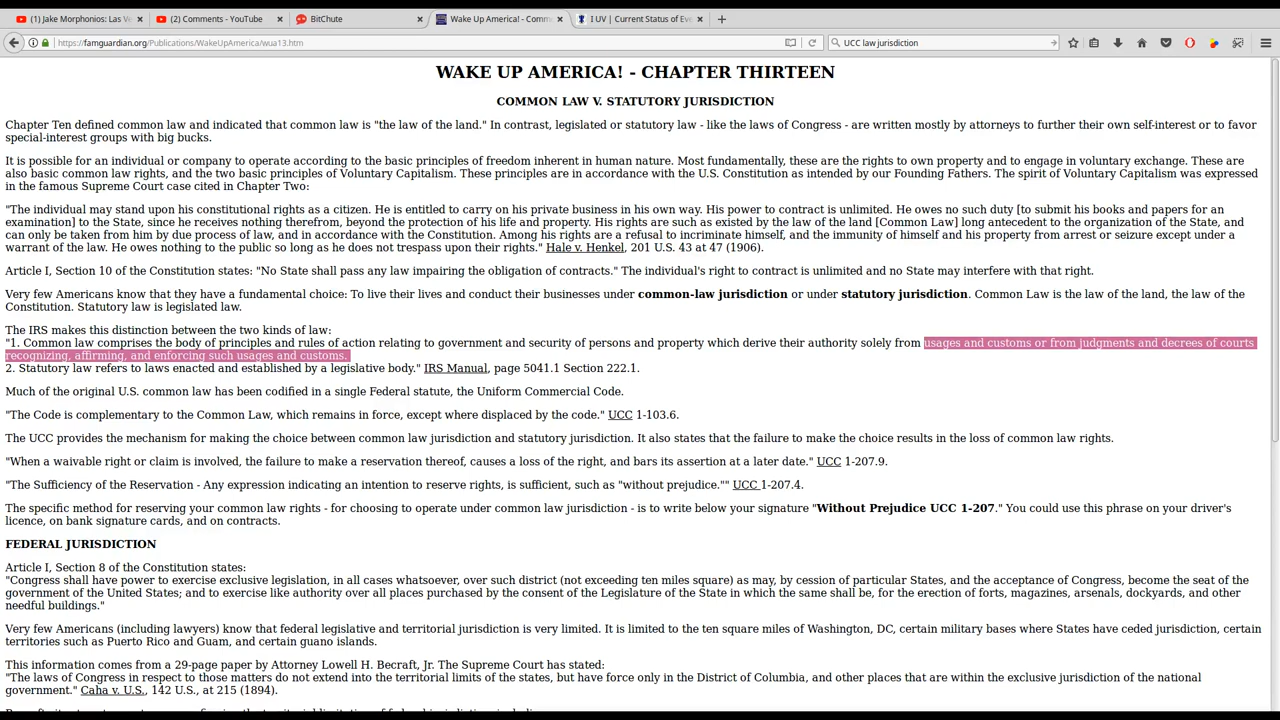 (1) Jake Morphonios: Las Ve
(2) Comments - YouTube
BitChute
Wake Up America! - Comm
I UV | Current Status of Eve
https://famguardian.org/Publications/WakeUpAmerica/wua13.htm
UCC law jurisdiction
WAKE UP AMERICA! - CHAPTER THIRTEEN
COMMON LAW V. STATUTORY JURISDICTION
Chapter Ten defined common law and indicated that common law is "the law of the land." In contrast, legislated or statutory law - like the laws of Congress - are written mostly by attorneys to further their own self-interest or to favor
special-interest groups with big bucks.
It is possible for an individual or company to operate according to the basic principles of freedom inherent in human nature. Most fundamentally, these are the rights to own property and to engage in voluntary exchange. These are
also basic common law rights, and the two basic principles of Voluntary Capitalism. These principles are in accordance with the U.S. Constitution as intended by our Founding Fathers. The spirit of Voluntary Capitalism was expressed
in the famous Supreme Court case cited in Chapter Two:
"The individual may stand upon his constitutional rights as a citizen. He is entitled to carry on his private business in his own way. His power to contract is unlimited. He owes no such duty [to submit his books and papers for an
examination] to the State, since he receives nothing therefrom, beyond the protection of his life and property. His rights are such as existed by the law of the land [Common Law] long antecedent to the organization of the State, and
can only be taken from him by due process of law, and in accordance with the Constitution. Among his rights are a refusal to incriminate himself, and the immunity of himself and his property from arrest or seizure except under a
warrant of the law. He owes nothing to the public so long as he does not trespass upon their rights." Hale v. Henkel, 201 U.S. 43 at 47 (1906).
Article I, Section 10 of the Constitution states: "No State shall pass any law impairing the obligation of contracts." The individual's right to contract is unlimited and no State may interfere with that right.
Very few Americans know that they have a fundamental choice: To live their lives and conduct their businesses under common-law jurisdiction or under statutory jurisdiction. Common Law is the law of the land, the law of the
Constitution. Statutory law is legislated law.
The IRS makes this distinction between the two kinds of law:
"1. Common law comprises the body of principles and rules of action relating to government and security of persons and property which derive their authority solely from usages and customs or from judgments and decrees of courts
recognizing, affirming, and enforcing such usages and customs.
2. Statutory law refers to laws enacted and established by a legislative body." IRS Manual, page 5041.1 Section 222.1.
Much of the original U.S. common law has been codified in a single Federal statute, the Uniform Commercial Code.
"The Code is complementary to the Common Law, which remains in force, except where displaced by the code." UCC 1-103.6.
The UCC provides the mechanism for making the choice between common law jurisdiction and statutory jurisdiction. It also states that the failure to make the choice results in the loss of common law rights.
"When a waivable right or claim is involved, the failure to make a reservation thereof, causes a loss of the right, and bars its assertion at a later date." UCC 1-207.9.
"The Sufficiency of the Reservation - Any expression indicating an intention to reserve rights, is sufficient, such as "without prejudice."" UCC 1-207.4.
The specific method for reserving your common law rights - for choosing to operate under common law jurisdiction - is to write below your signature "Without Prejudice UCC 1-207." You could use this phrase on your driver's
licence, on bank signature cards, and on contracts.
FEDERAL JURISDICTION
Article I, Section 8 of the Constitution states:
"Congress shall have power to exercise exclusive legislation, in all cases whatsoever, over such district (not exceeding ten miles square) as may, by cession of particular States, and the acceptance of Congress, become the seat of the
government of the United States; and to exercise like authority over all places purchased by the consent of the Legislature of the State in which the same shall be, for the erection of forts, magazines, arsenals, dockyards, and other
needful buildings."
Very few Americans (including lawyers) know that federal legislative and territorial jurisdiction is very limited. It is limited to the ten square miles of Washington, DC, certain military bases where States have ceded jurisdiction, certain
territories such as Puerto Rico and Guam, and certain guano islands.
This information comes from a 29-page paper by Attorney Lowell H. Becraft, Jr. The Supreme Court has stated:
"The laws of Congress in respect to those matters do not extend into the territorial limits of the states, but have force only in the District of Columbia, and other places that are within the exclusive jurisdiction of the national
government." Caha v. U.S., 142 U.S., at 215 (1894).